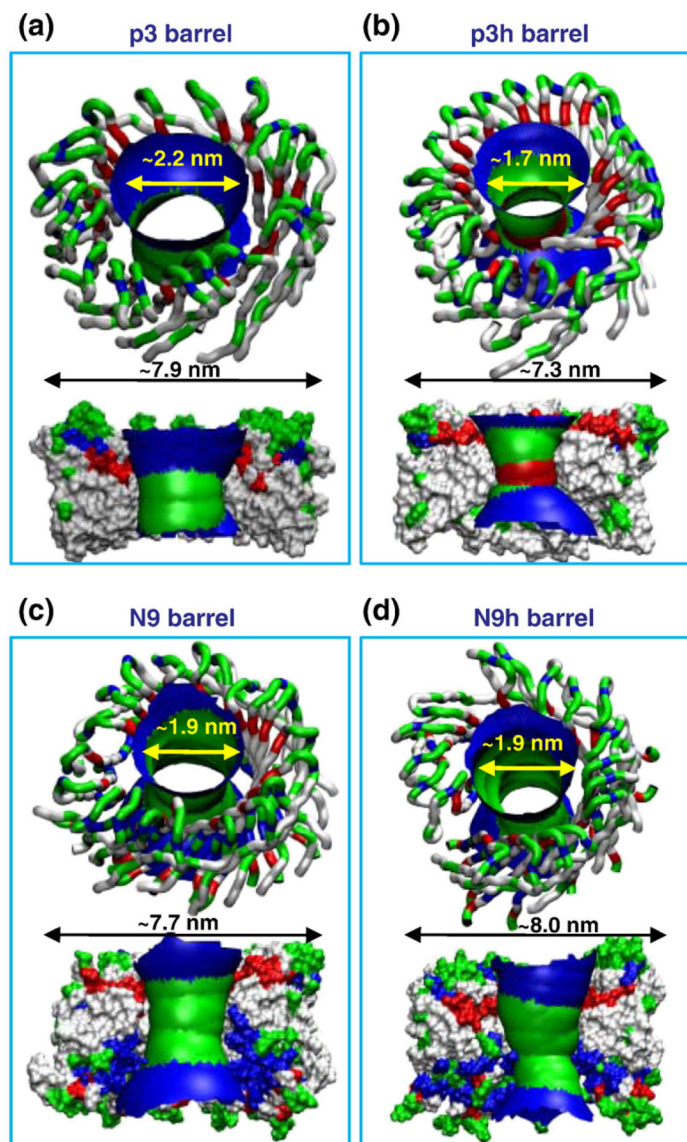 (a)
p3 barrel
~2.2 nm
~7.9 nm
(b)
p3h barrel
~1.7 nm
~7.3 nm
(c)
N9 barrel
~1.9 nm
~7.7 nm
(d)
N9h barrel
~1.9 nm
~8.0 nm